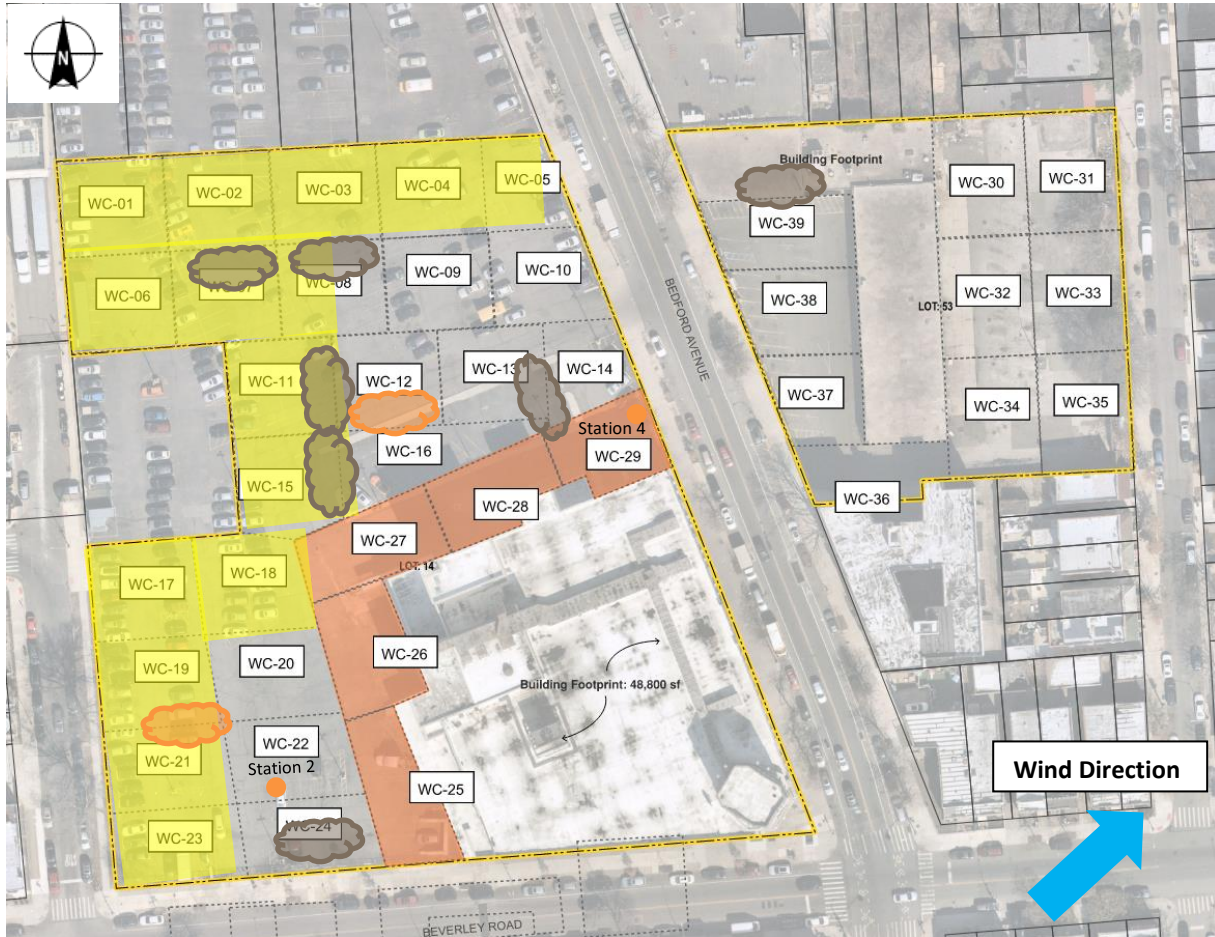 N
WC-01
WC-02
WC-03
WC-04
WC-05
WC-06
WC-08
WC-09
WC-10
WC-11
WC-12
WC-13
WC-14
WC-15
WC-16
WC-17
WC-18
WC-19
WC-20
WC-21
WC-22
Station 2
WC-23
WC-24
WC-25
WC-26
WC-27
LOT: 14
WC-28
Station 4
WC-29
Building Footprint: 48,800 sf
BEDFORD AVENUE
Building Footprint
WC-30
WC-31
WC-39
WC-38
LOT: 53
WC-32
WC-33
WC-37
WC-34
WC-35
WC-36
Wind Direction
BEVERLEY ROAD